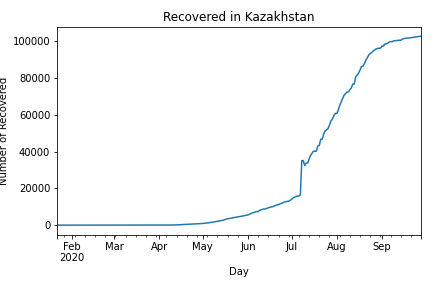 Recovered in Kazakhstan
Number of Recovered
100000
80000
60000
40000
20000
0
Feb Mar Apr May Jun Jul Aug Sep
2020
Day